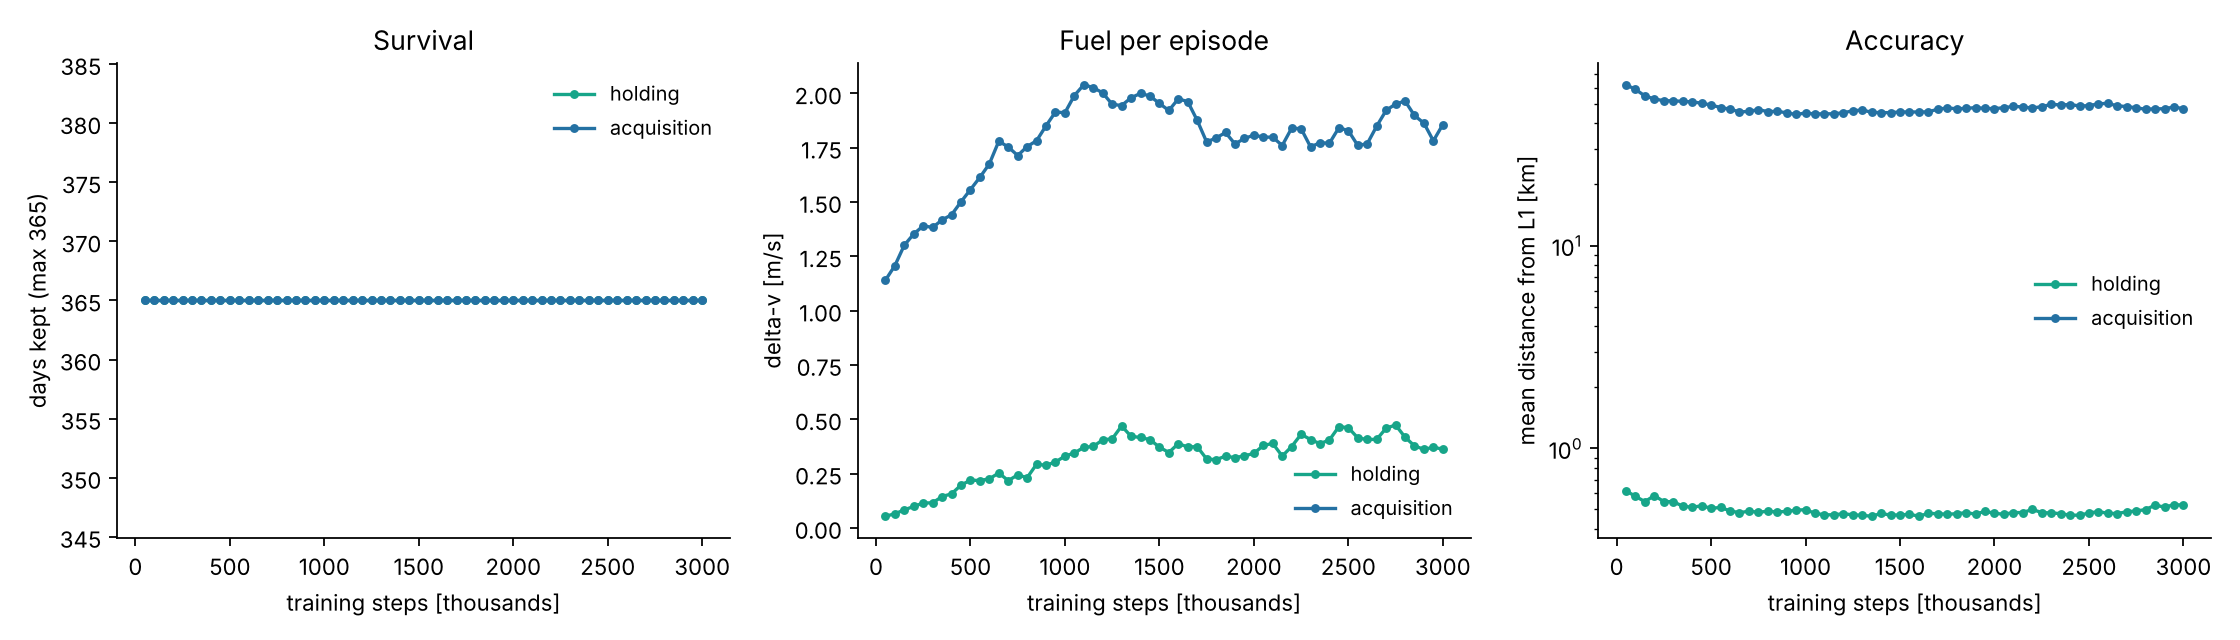 Survival
385
380
375
370
365
360
355
350
345
days kept (max 365)
holding
acquisition
0 500 1000 1500 2000 2500 3000
training steps [thousands]
Fuel per episode
2.00
1.75
1.50
1.25
1.00
0.75
0.50
0.25
0.00
delta-v [m/s]
holding
acquisition
0 500 1000 1500 2000 2500 3000
training steps [thousands]
Accuracy
10¹
10⁰
mean distance from L1 [km]
holding
acquisition
0 500 1000 1500 2000 2500 3000
training steps [thousands]